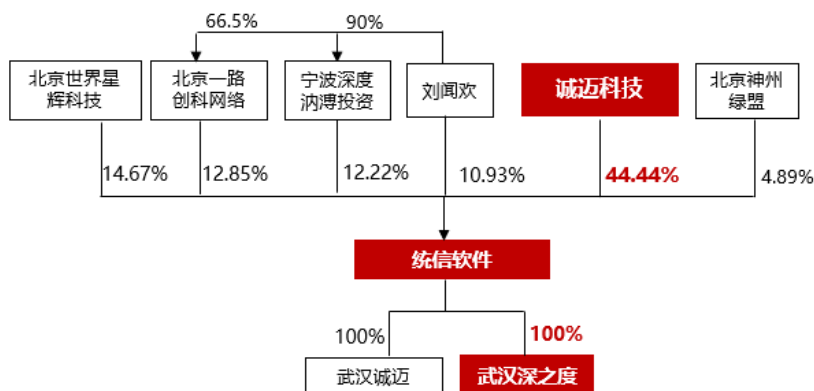 66.5%
90%
北京世界星
辉科技
北京一路
创科网络
宁波深度
汭溥投资
刘闻欢
诚迈科技
北京神州
绿盟
14.67%
12.85%
12.22%
10.93%
44.44%
4.89%
统信软件
100%
100%
武汉诚迈
武汉深之度